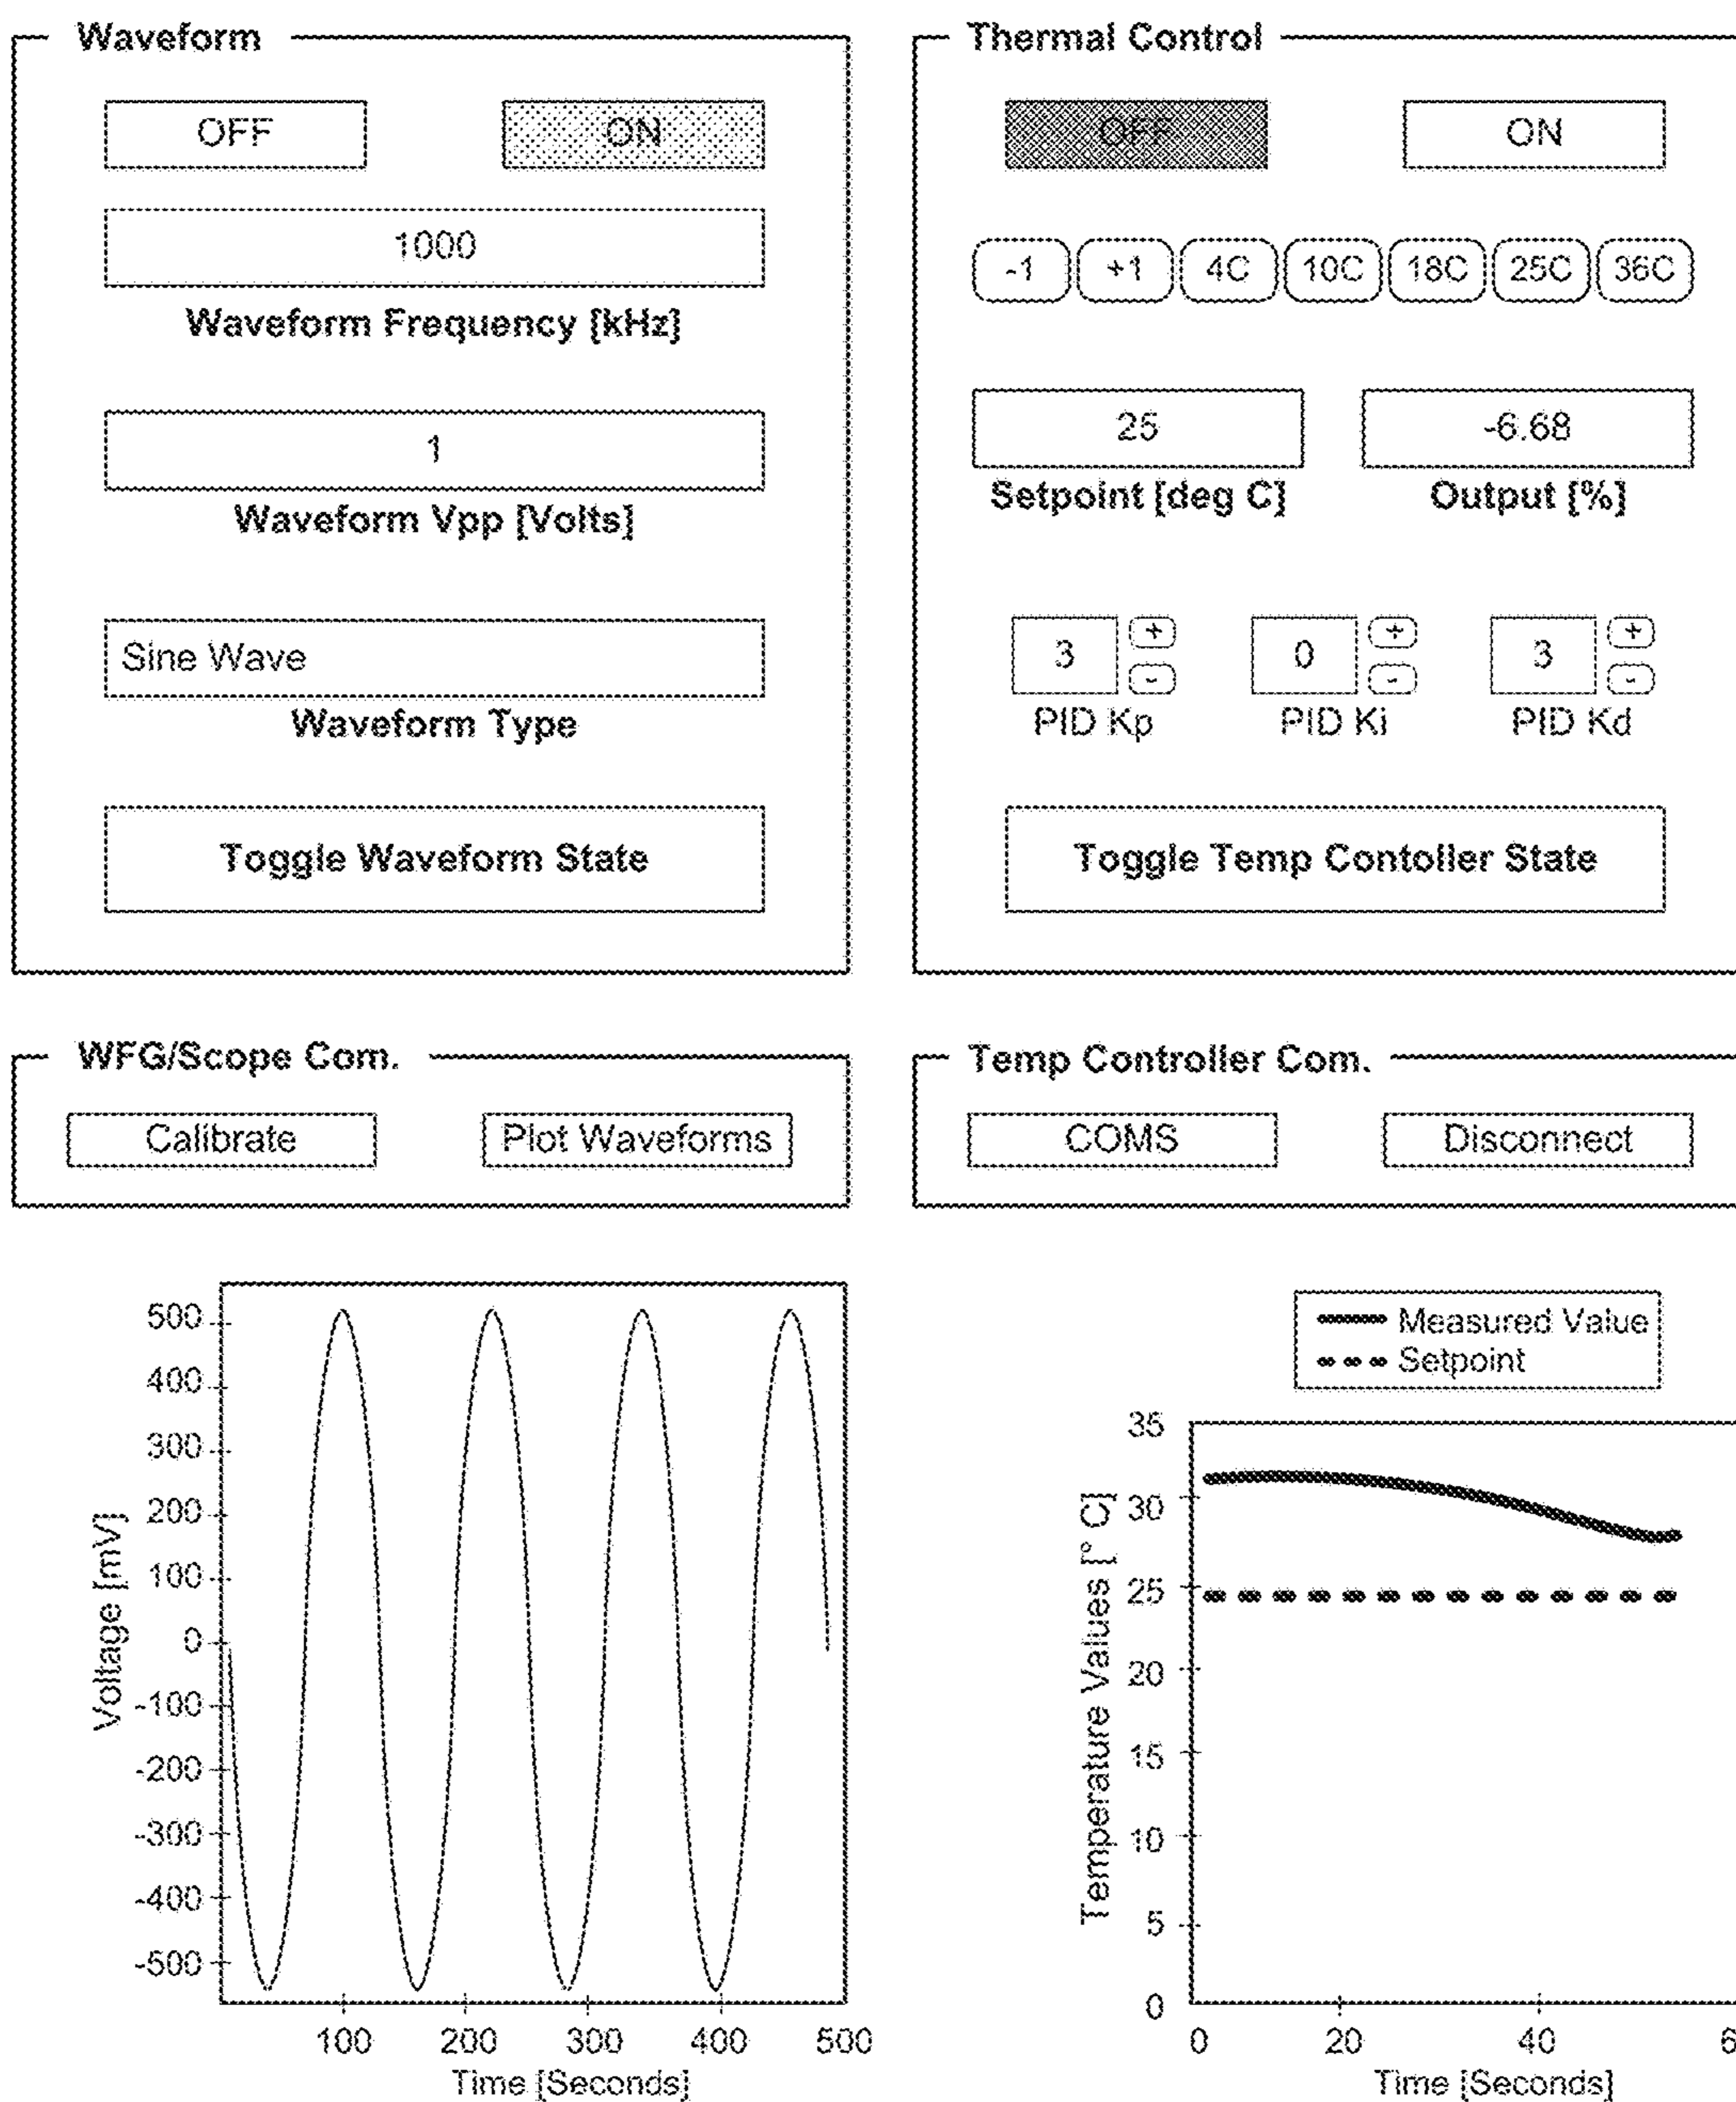 Waveform
OFF
ON
1000
Waveform Frequency [kHz]
1
Waveform Vpp [Volts]
Sine Wave
Waveform Type
Toggle Waveform State
Thermal Control
OFF
ON
-1
+1
4C
10C
18C
25C
36C
25
-6.68
Setpoint [deg C]
Output [%]
3
+
-
0
+
-
3
+
-
PID Kp
PID Ki
PID Kd
Toggle Temp Contoller State
WFG/Scope Com.
Calibrate
Plot Waveforms
Temp Controller Com.
COMS
Disconnect
Voltage [mV]
500
400
300
200
100
0
-100
-200
-300
-400
-500
100
200
300
400
500
Time [Seconds]
Measured Value
Setpoint
Temperature Values [° C]
35
30
25
20
15
10
5
0
0
20
40
Time [Seconds]